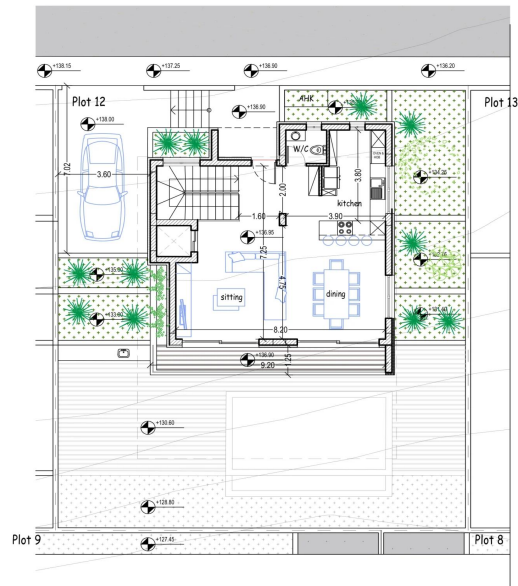 +138.15
+137.25
+136.90
+136.20
Plot 12
Plot 13
AHK
+136.90
+138.00
7.02
3.60
W/C
3.80
2.00
kitchen
1.60
3.90
+136.95
7.25
4.75
sitting
dining
8.20
+136.90
1.25
9.20
+130.60
+128.80
Plot 9
+127.45
Plot 8